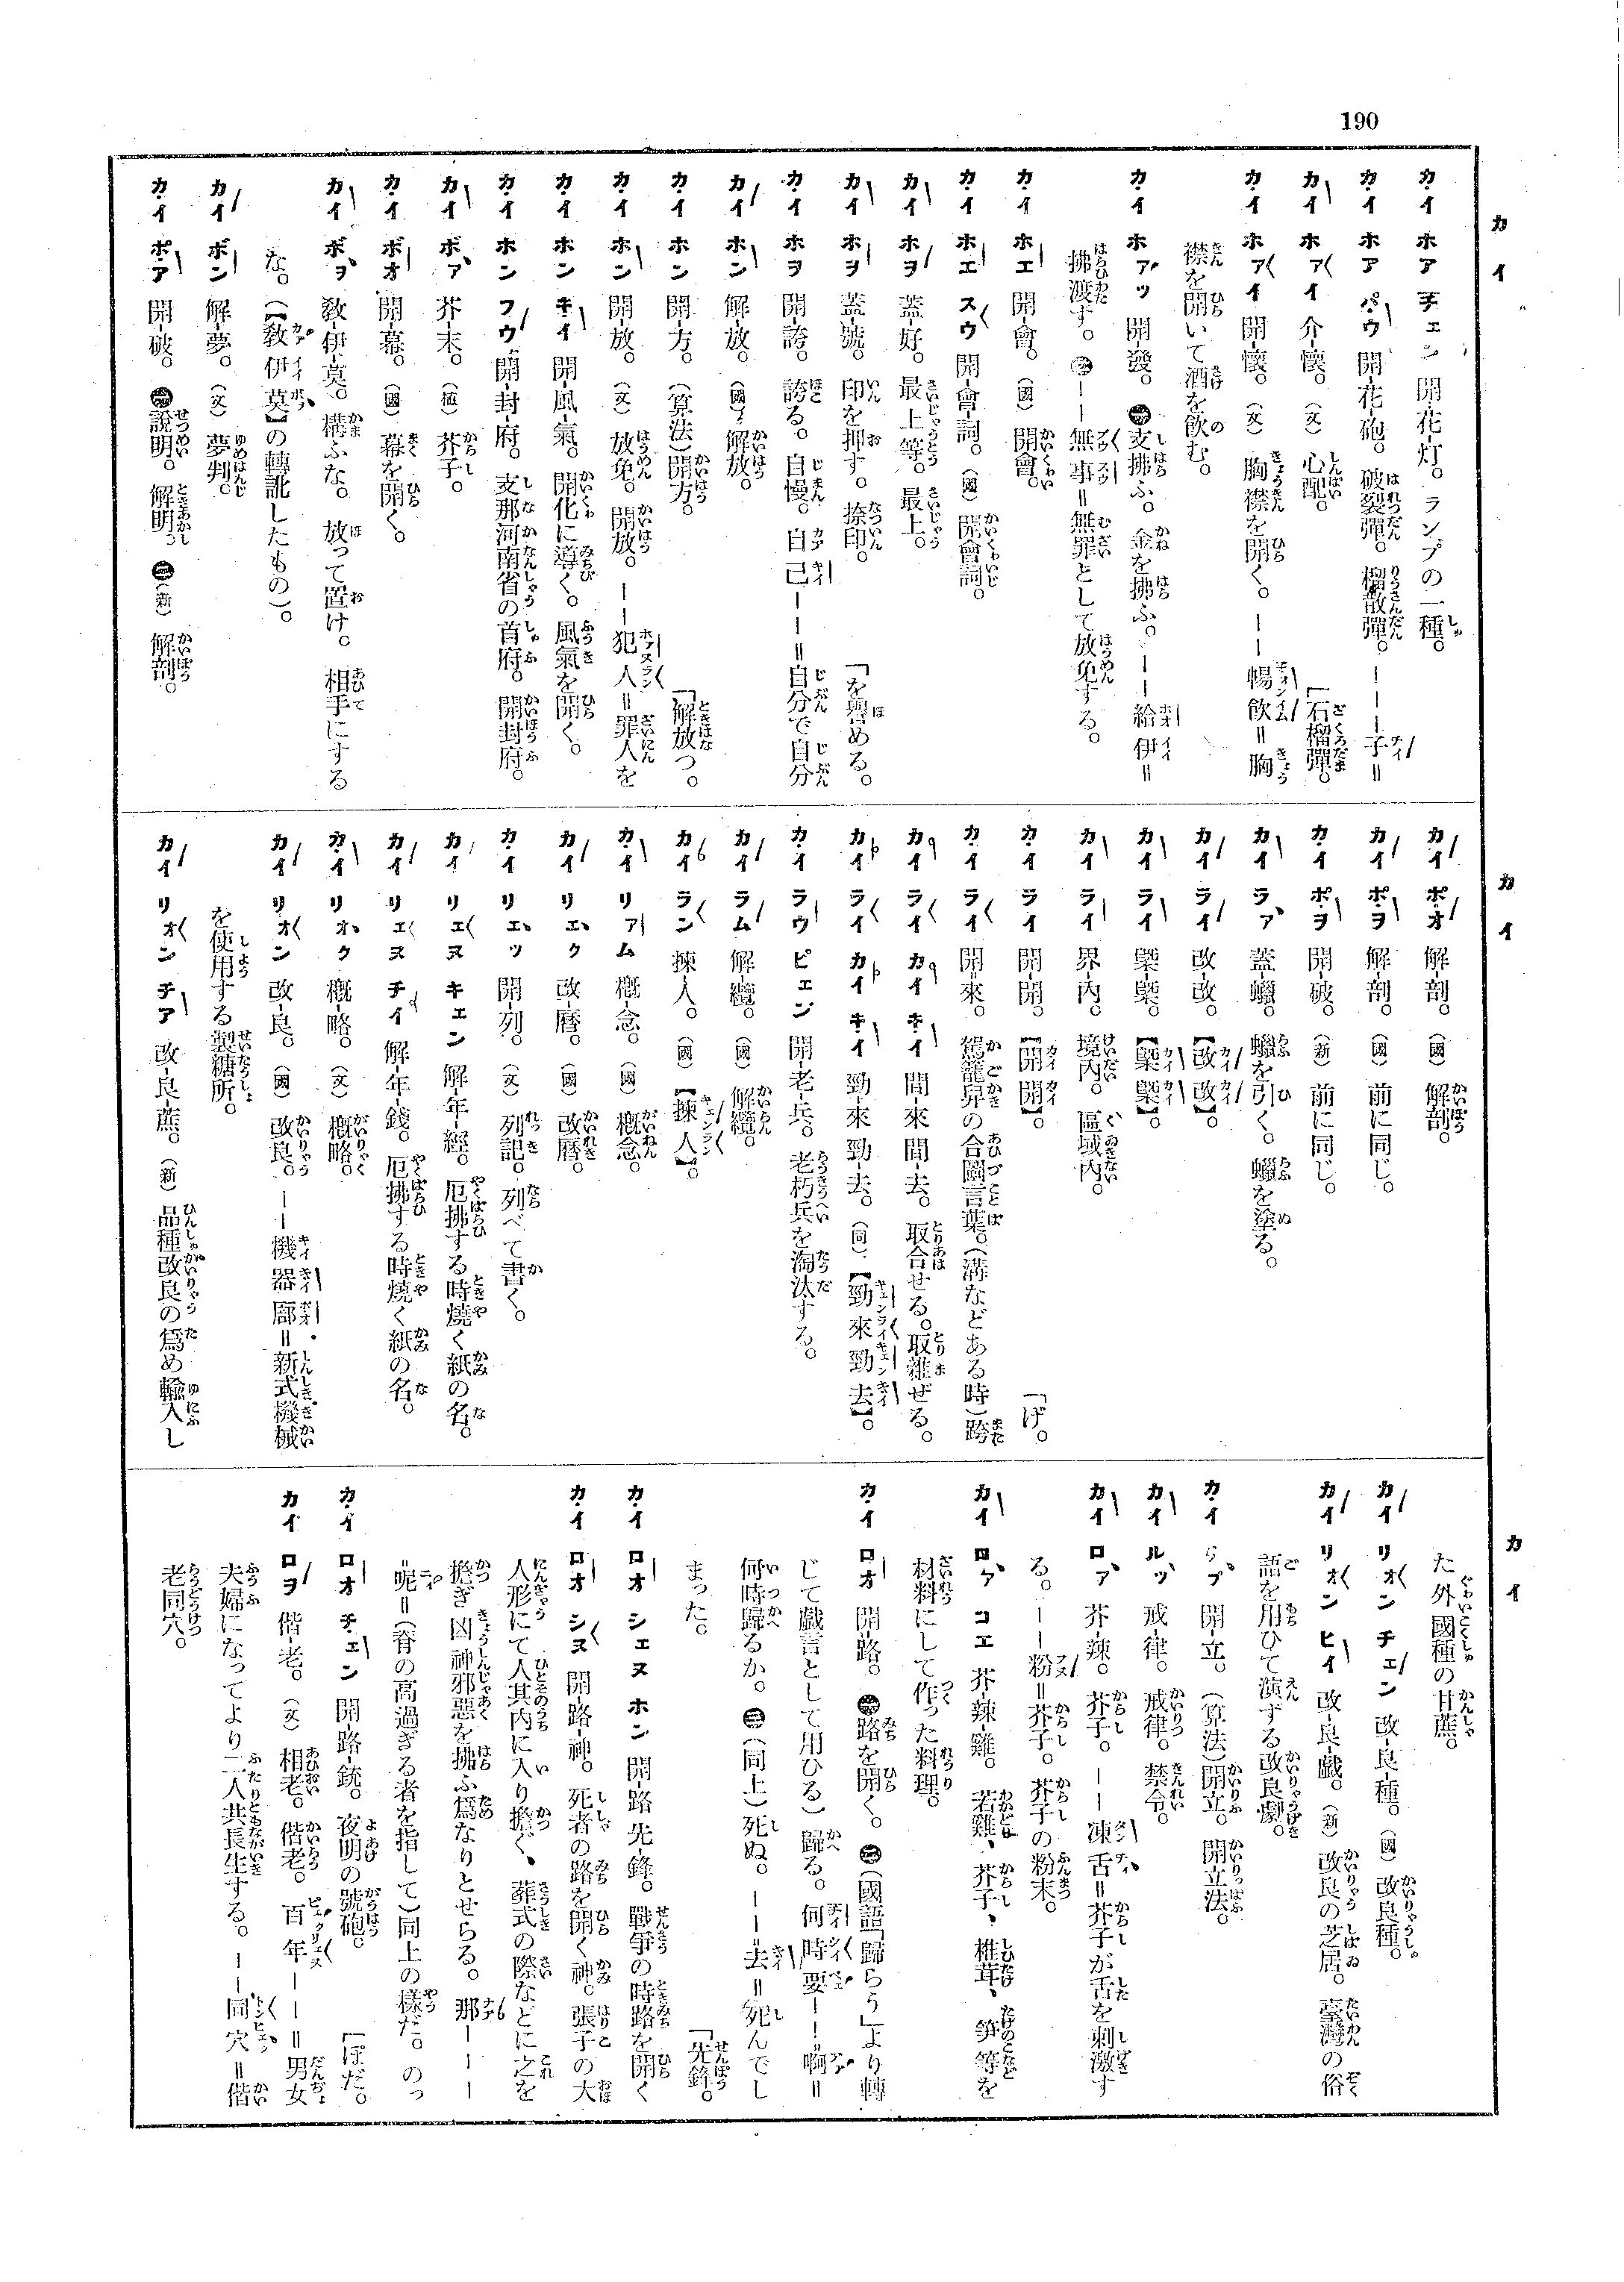 190
カイ
カイ ホア チェン 開-花-灯。ランプの一種。
カイ ホア パウ 開-花-砲。破裂彈。榴散彈。――子=
「石榴彈。
カイ ホァイ 介-懷。(文) 心配。
カイ ホァイ 開-懷。(文) 胸襟を開く。――暢飮=胸
襟を開いて酒を飮む。
カイ ホァッ 開-發。㊀支拂ふ。金を拂ふ。――給伊=
拂渡す。㊁――無事=無罪として放免する。
カイ ホエ 開-會。(國) 開會。
カイ ホエ スウ 開-會-詞。(國) 開會詞。
カイ ホヲ 蓋-好。最上等。最上。
「を譽める。
カイ ホヲ 蓋-號。印を押す。捺印。
カイ ホヲ 開-誇。誇る。自慢。自己――=自分で自分
カイ ホン 解-放。(國) 解放。
カイ ホン 開-方。(算法)開方。
「解放つ。
カイ ホン 開-放。(文) 放免。開放。――犯人=罪人を
カイ ホン キイ 開-風-氣。開化に導く。風氣を開く。
カイ ホン フウ 開-封-府。支那河南省の首府。開封府。
カイ ボァ 芥-末。(植) 芥子。
カイ ボオ 開-幕。(國) 幕を開く。
カイ ボヲ 敎-伊-莫。構ふな。放って置け。相手にする
な。(【敎伊莫】の轉訛したもの)。
カイ ボン 解-夢。(文) 夢判。
カイ ポア 開-破。㊀説明。解明。㊁(新) 解剖。
カイ
カイ ポオ 解-剖。(國) 解剖。
カイ ポヲ 解-剖。(國) 前に同じ。
カイ ポヲ 開-破。(新) 前に同じ。
カイ ラァ 蓋-蠟。蠟を引く。蠟を塗る。
カイ ライ 改-改。【改改】。
カイ ライ 槩-槩。【槩槩】。
カイ ライ 界-內。境內。區域內。
カイ ライ 開-開。【開開】。
「げ。
カイ ライ 開-來。駕籠舁の合圖言葉。(溝などある時)跨
カイ ライ カイ キイ 間-來 間-去。取合せる。取雜ぜる。
カイ ライ カイ キイ 勁-來 勁-去。(同)【勁來勁去】。
カイ ラウ ピェン 開-老-兵。老朽兵を淘汰する。
カイ ラム 解-纜。(國) 解纜。
カイ ラン 揀-人。(國)【揀人】。
カイ リアム 概-念。(國) 概念。
カイ リェク 改-曆。(國) 改曆。
カイ リェッ 開-列。(文) 列記。列べて書く。
カイ リェヌ キェン 解-年-經。厄拂する時燒く紙の名。
カイ リェヌ チイ 解-年-錢。厄拂する時燒く紙の名。
カイ リォク 概-略。(文) 概略。
カイ リォン 改-良。(國) 改良。――機器廍=新式機械
を使用する製糖所。
カイ リォン チア 改-良-蔗。(新) 品種改良の爲め輸入し
カイ
た外國種の甘蔗。
カイ リォン チェン 改-良-種。(國) 改良種。
カイ リォン ヒイ 改-良-戲。(新) 改良の芝居。臺灣の俗
語を用ひて演ずる改良劇。
カイ リプ 開-立。(算法)開立。開立法。
カイ ルッ 戒-律。戒律。禁令。
カイ ロァ 芥-辣。芥子。――凍舌=芥子が舌を刺激す
る。――粉=芥子。芥子の粉末。
カイ ロァ コエ 芥-辣-雞。若雞、芥子、椎茸、筍等を
材料にして作った料理。
カイ ロオ 開-路。㊀路を開く。㊁(國語「歸らう」より轉
じて戲言として用ひる) 歸る。何時要――啊=
何時歸るか。㊂(同上)死ぬ。――去=死んでし
まった。
「先鋒。
カイ ロオ シェヌ ホン 開-路 先-鋒。戰爭の時路を開く
カイ ロオ シヌ 開-路-神。死者の路を開く神。張子の大
人形にて人其內に入り擔ぐ、葬式の際などに之を
擔ぎ凶神邪惡を拂ふ爲なりとせらる。那――
呢=(脊の高過ぎる者を指して)同上の樣だ。のっ
「ぽだ。
カイ ロオ チェン 開-路-銃。夜明の號砲。
カイ ロヲ 偕-老。(文) 相老。偕老。百年――=男女
夫婦になってより二人共長生する。――同穴=偕
老同穴。